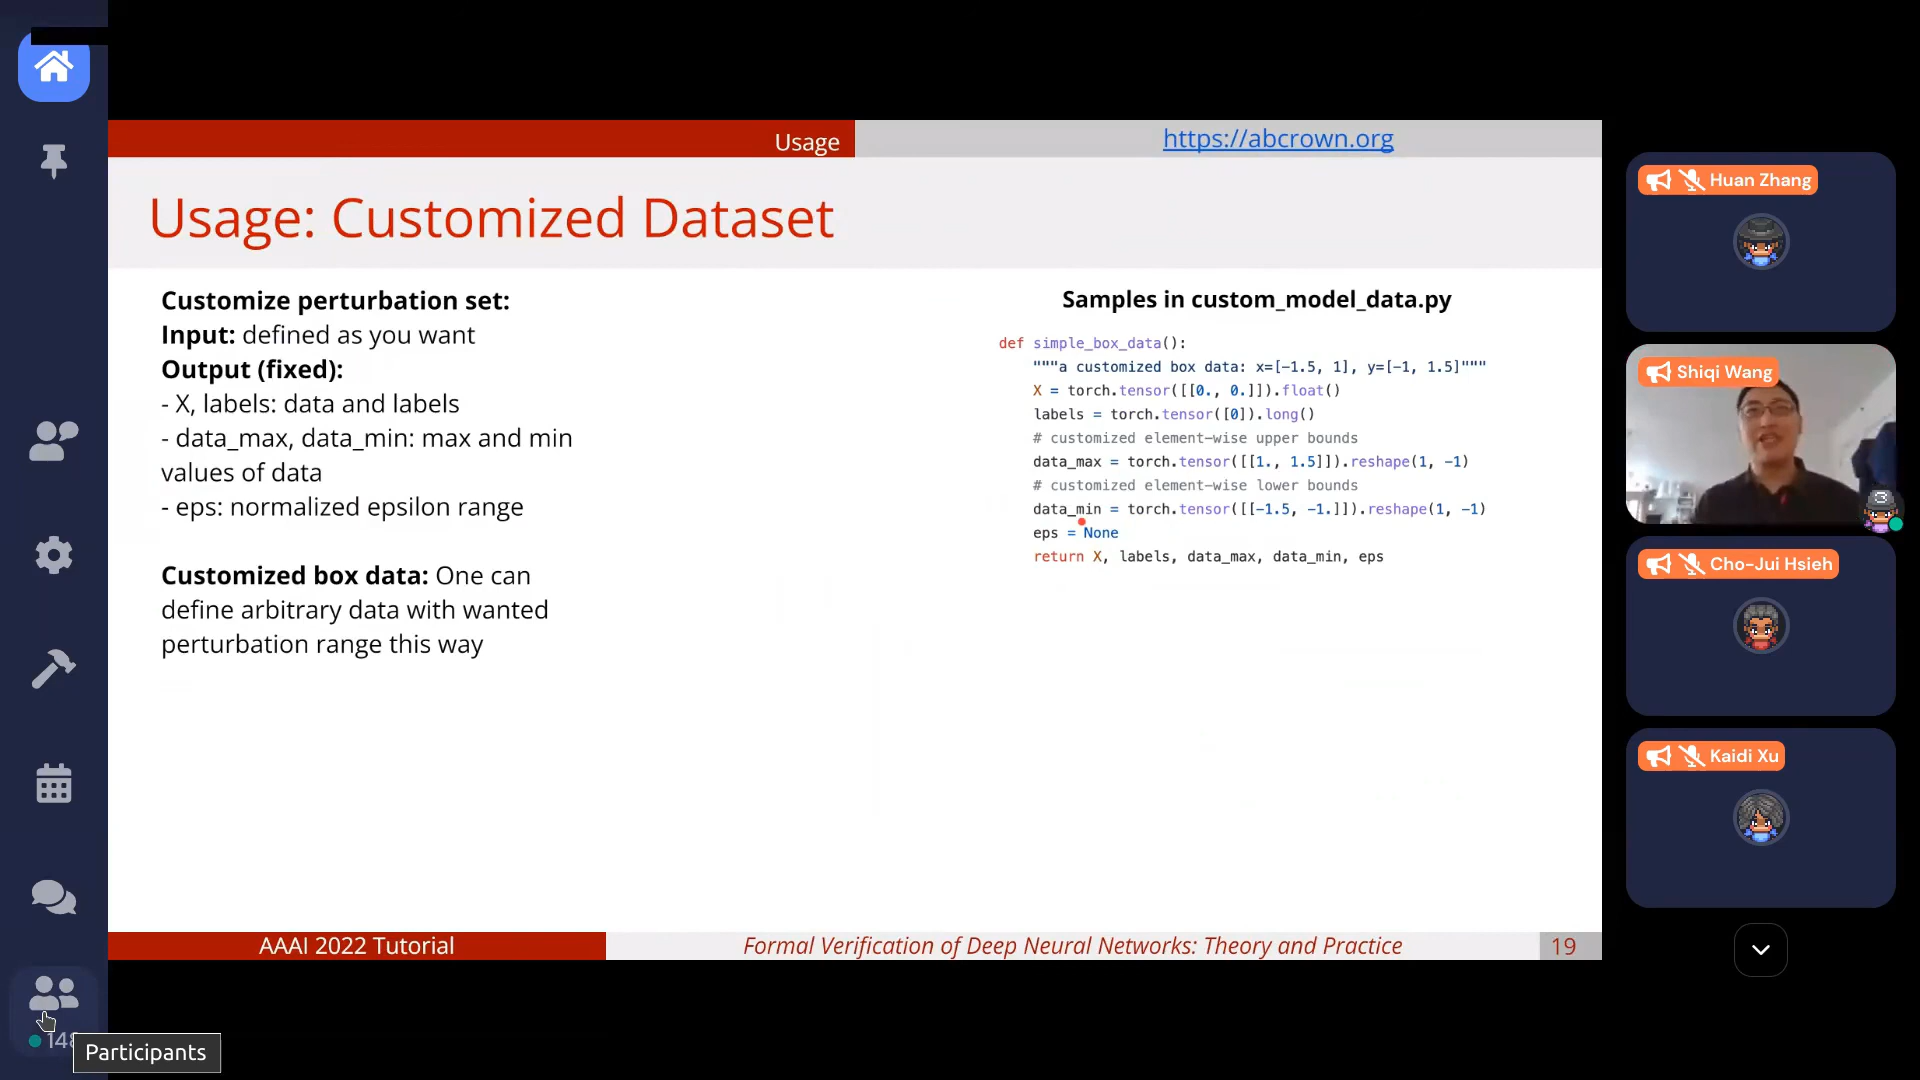 Usage
https://abcrown.org
Usage: Customized Dataset
Customize perturbation set:
Input: defined as you want
Output (fixed):
- X, labels: data and labels
- data_max, data_min: max and min
values of data
- eps: normalized epsilon range
Customized box data: One can
define arbitrary data with wanted
perturbation range this way
Samples in custom_model_data.py
def simple_box_data():
"""a customized box data: x=[-1.5, 1], y=[-1, 1.5]"""
X = torch.tensor([[0., 0.]]).float()
labels = torch.tensor([0]).long()
# customized element-wise upper bounds
data_max = torch.tensor([[1., 1.5]]).reshape(1, -1)
# customized element-wise lower bounds
data_min = torch.tensor([[-1.5, -1.]]).reshape(1, -1)
eps = None
return X, labels, data_max, data_min, eps
AAAI 2022 Tutorial
Formal Verification of Deep Neural Networks: Theory and Practice
19
Huan Zhang
Shiqi Wang
Cho-Jui Hsieh
Kaidi Xu
Participants